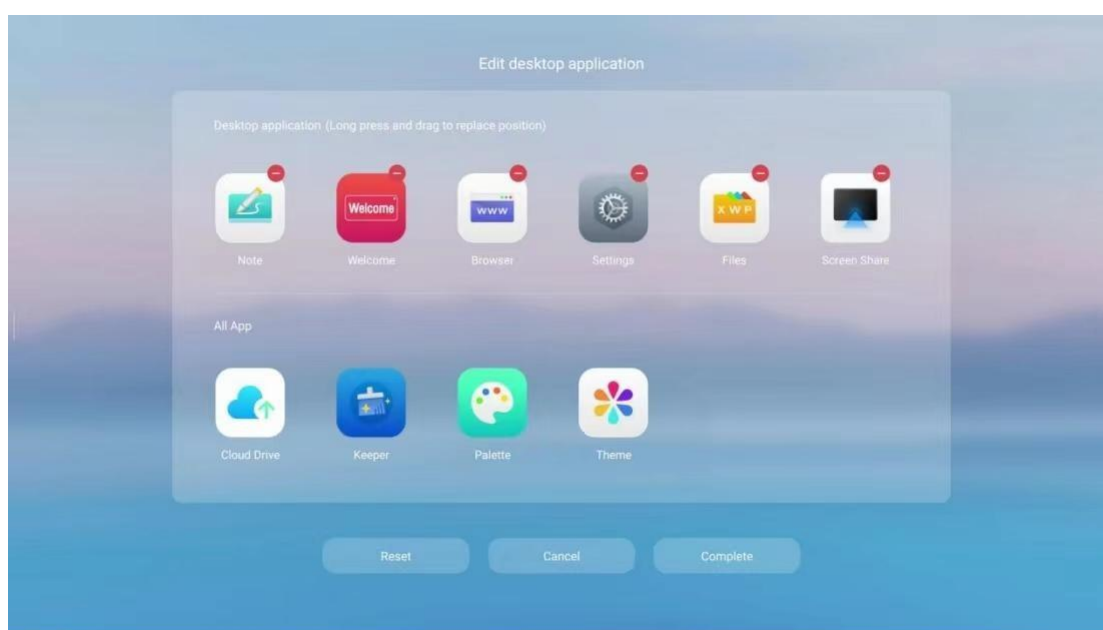 Edit desktop application
Desktop application (Long press and drag to replace position)
Welcome
www
X W P
Note
Welcome
Browser
Settings
Files
Screen Share
All App
Cloud Drive
Keeper
Palette
Theme
Reset
Cancel
Complete